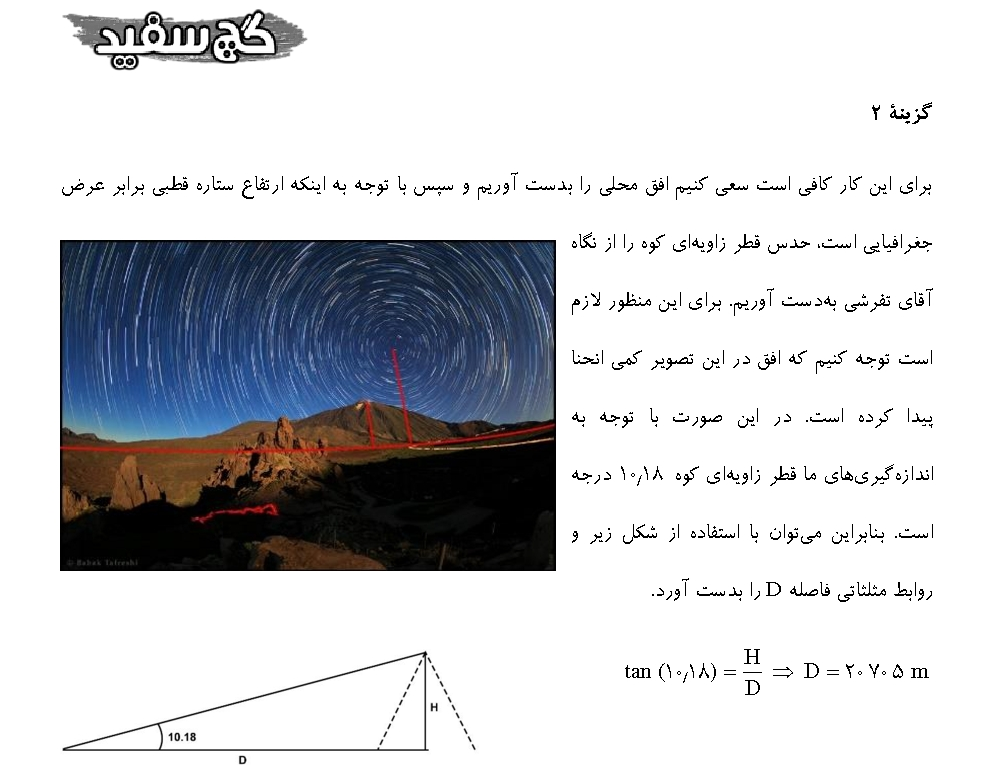 گچ سفید
گزینهٔ ۲
برای این کار کافی است سعی کنیم افق محلی را بدست آوریم و سپس با توجه به اینکه ارتفاع ستاره قطبی برابر عرض
جغرافیایی است، حدس قطر زاویه‌ای کوه را از نگاه
آقای تفرشی به‌دست آوریم. برای این منظور لازم
است توجه کنیم که افق در این تصویر کمی انحنا
پیدا کرده است. در این صورت با توجه به
اندازه‌گیری‌های ما قطر زاویه‌ای کوه ۱۰٫۱۸ درجه
است. بنابراین می‌توان با استفاده از شکل زیر و
روابط مثلثاتی فاصله D را بدست آورد.
© Babak Tafreshi
tan (۱۰٫۱۸) = H/D ⇒ D = ۲۰۷۰۵ m
H
10.18
D